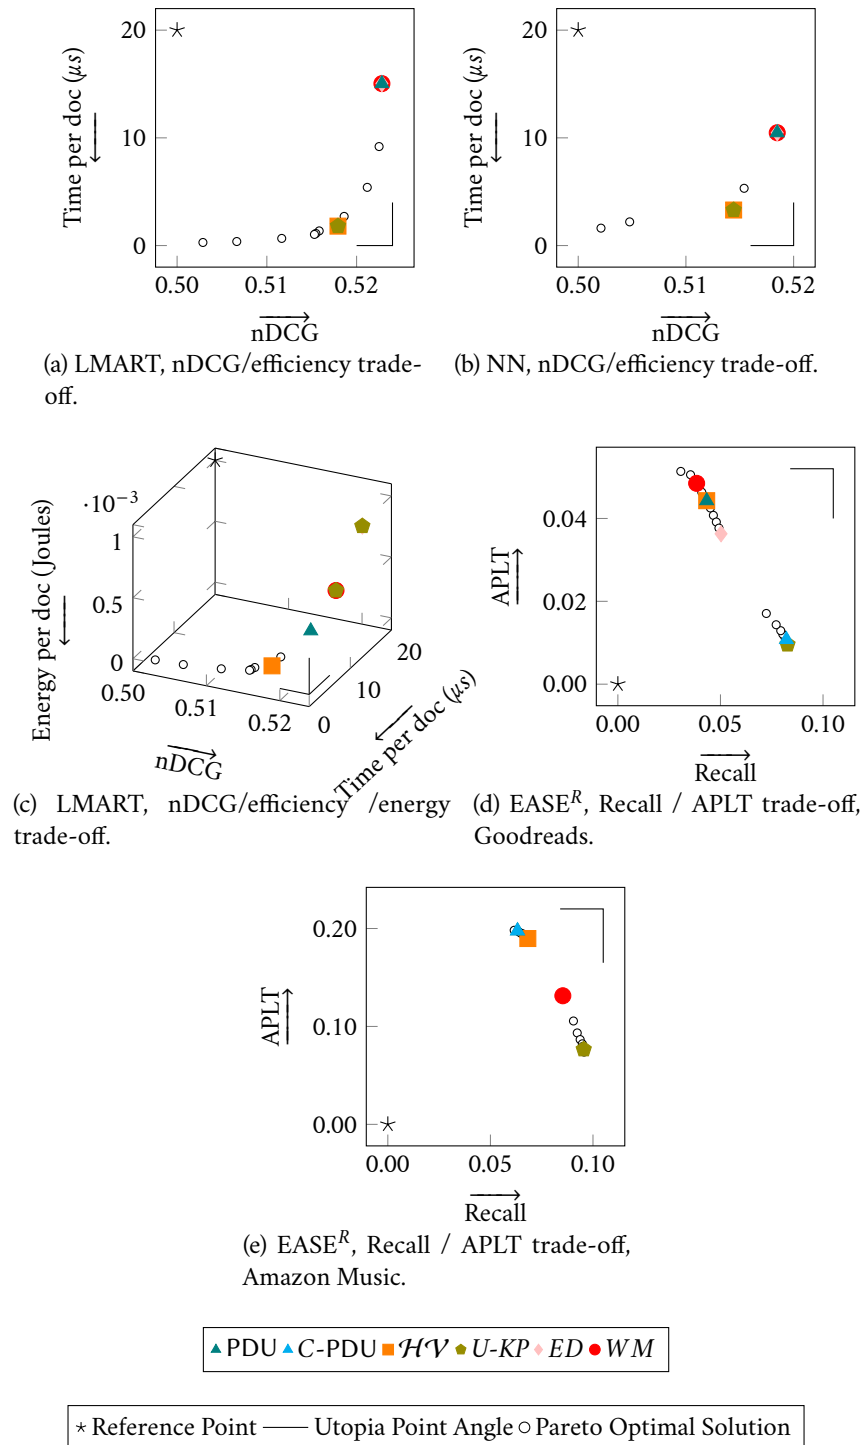 20
10
0
0.50 0.51 0.52
Time per doc (μs)
nDCG
(a) LMART, nDCG/efficiency trade-
off.
20
10
0
0.50 0.51 0.52
Time per doc (μs)
nDCG
(b) NN, nDCG/efficiency trade-off.
·10⁻³
1
0.5
0
0.50
0.51
0.52
0
10
20
Energy per doc (Joules)
nDCG
Time per doc (μs)
(c) LMART, nDCG/efficiency /energy
trade-off.
0.04
0.02
0.00
0.00 0.05 0.10
APLT
Recall
(d) EASE^R, Recall / APLT trade-off,
Goodreads.
0.20
0.10
0.00
0.00 0.05 0.10
APLT
Recall
(e) EASE^R, Recall / APLT trade-off,
Amazon Music.
PDU C-PDU HV U-KP ED WM
Reference Point Utopia Point Angle Pareto Optimal Solution